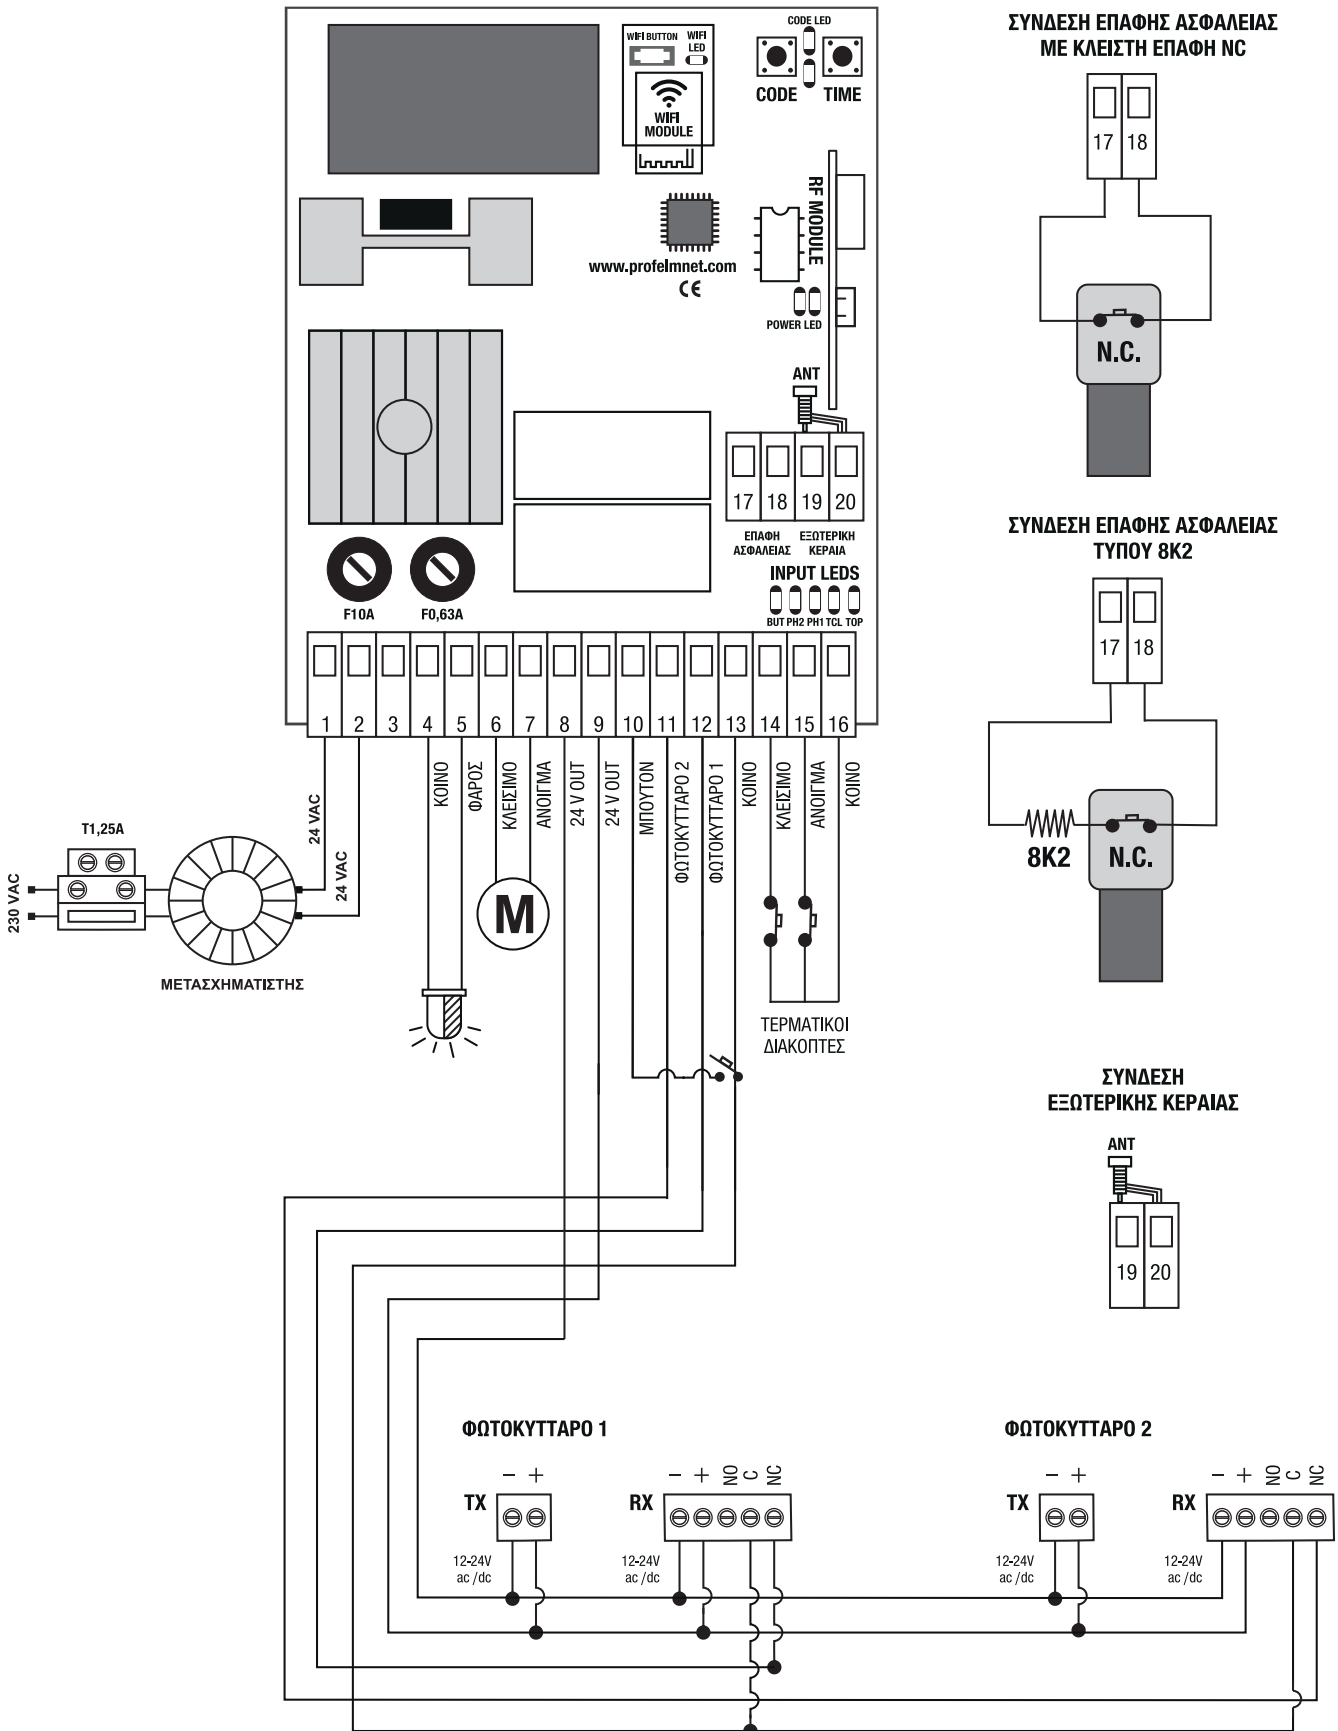 CODE LED
WIFI BUTTON
WIFI
LED
WIFI
MODULE
CODE
TIME
RF MODULE
www.profelmnet.com
CE
POWER LED
ANT
17 18 19 20
ΕΠΑΦΗ
ΑΣΦΑΛΕΙΑΣ
ΕΞΩΤΕΡΙΚΗ
ΚΕΡΑΙΑ
INPUT LEDS
BUT PH2 PH1 TCL TOP
F10A
F0,63A
1 2 3 4 5 6 7 8 9 10 11 12 13 14 15 16
24 VAC
24 VAC
ΚΟΙΝΟ
ΦΑΡΟΣ
ΚΛΕΙΣΙΜΟ
ΑΝΟΙΓΜΑ
24 V OUT
24 V OUT
ΜΠΟΥΤΟΝ
ΦΩΤΟΚΥΤΤΑΡΟ 2
ΦΩΤΟΚΥΤΤΑΡΟ 1
ΚΟΙΝΟ
ΚΛΕΙΣΙΜΟ
ΑΝΟΙΓΜΑ
ΚΟΙΝΟ
T1,25A
230 VAC
ΜΕΤΑΣΧΗΜΑΤΙΣΤΗΣ
M
ΤΕΡΜΑΤΙΚΟΙ
ΔΙΑΚΟΠΤΕΣ
ΣΥΝΔΕΣΗ ΕΠΑΦΗΣ ΑΣΦΑΛΕΙΑΣ
ΜΕ ΚΛΕΙΣΤΗ ΕΠΑΦΗ NC
17 18
N.C.
ΣΥΝΔΕΣΗ ΕΠΑΦΗΣ ΑΣΦΑΛΕΙΑΣ
ΤΥΠΟΥ 8K2
17 18
8K2
N.C.
ΣΥΝΔΕΣΗ
ΕΞΩΤΕΡΙΚΗΣ ΚΕΡΑΙΑΣ
ANT
19 20
ΦΩΤΟΚΥΤΤΑΡΟ 1
TX
- +
12-24V
ac /dc
RX
- + NO C NC
12-24V
ac /dc
ΦΩΤΟΚΥΤΤΑΡΟ 2
TX
- +
12-24V
ac /dc
RX
- + NO C NC
12-24V
ac /dc